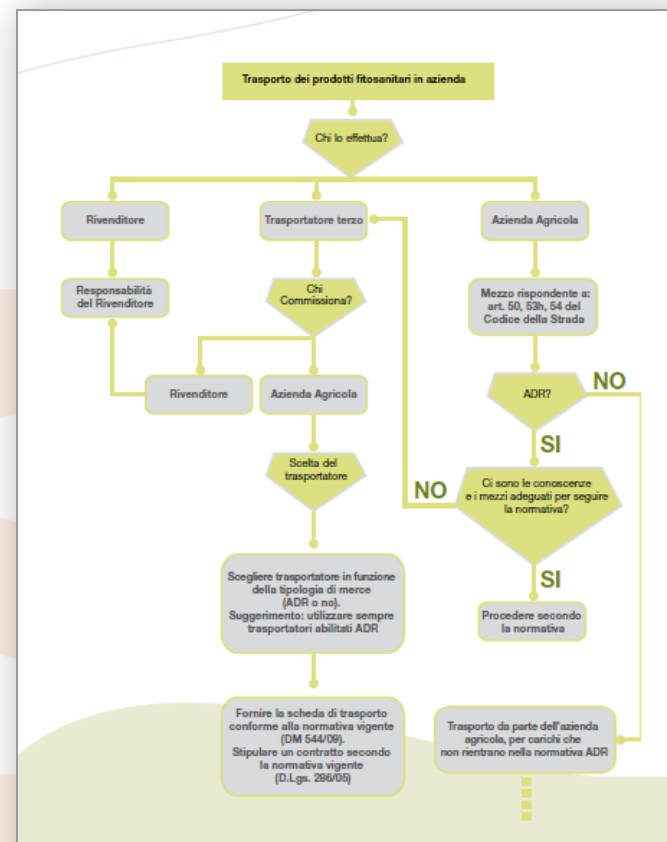 Trasporto dei prodotti fitosanitari in azienda
Chi lo effettua?
Rivenditore
Trasportatore terzo
Azienda Agricola
Responsabilità
del Rivenditore
Chi
Commissiona?
Mezzo rispondente a:
art. 50, 53h, 54 del
Codice della Strada
Rivenditore
Azienda Agricola
ADR?
NO
SI
Scelta del
trasportatore
NO
Ci sono le conoscenze
e i mezzi adeguati per seguire
la normativa?
SI
Scegliere trasportatore in funzione
della tipologia di merce
(ADR o no).
Suggerimento: utilizzare sempre
trasportatori abilitati ADR
Procedere secondo
la normativa
Fornire la scheda di trasporto
conforme alla normativa vigente
(DM 544/09).
Stipulare un contratto secondo
la normativa vigente
(D.Lgs. 286/05)
Trasporto da parte dell'azienda
agricola, per carichi che
non rientrano nella normativa ADR